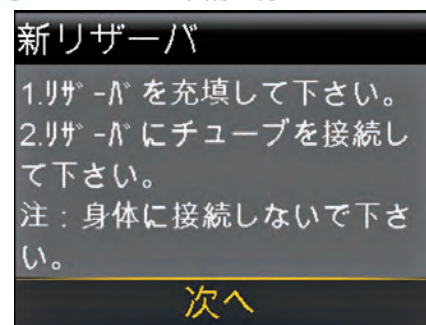 新リザーバ
1.ﾘｻﾞｰﾊﾞを充填して下さい。
2.ﾘｻﾞｰﾊﾞにチューブを接続し
て下さい。
注：身体に接続しないで下さ
い。
次へ